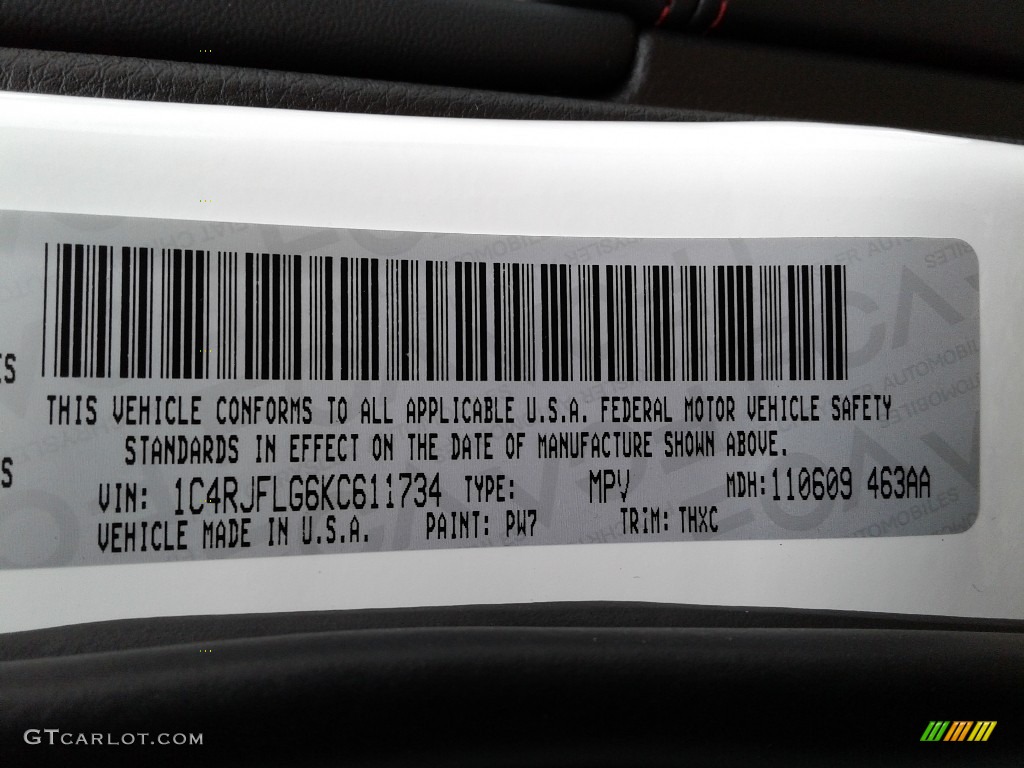 THIS VEHICLE CONFORMS TO ALL APPLICABLE U.S.A. FEDERAL MOTOR VEHICLE SAFETY
STANDARDS IN EFFECT ON THE DATE OF MANUFACTURE SHOWN ABOVE.
VIN: 1C4RJFLG6KC611734 TYPE: MPV MDH: 110609 463AA
VEHICLE MADE IN U.S.A. PAINT: PW7 TRIM: THXC
GTCARLOT.COM